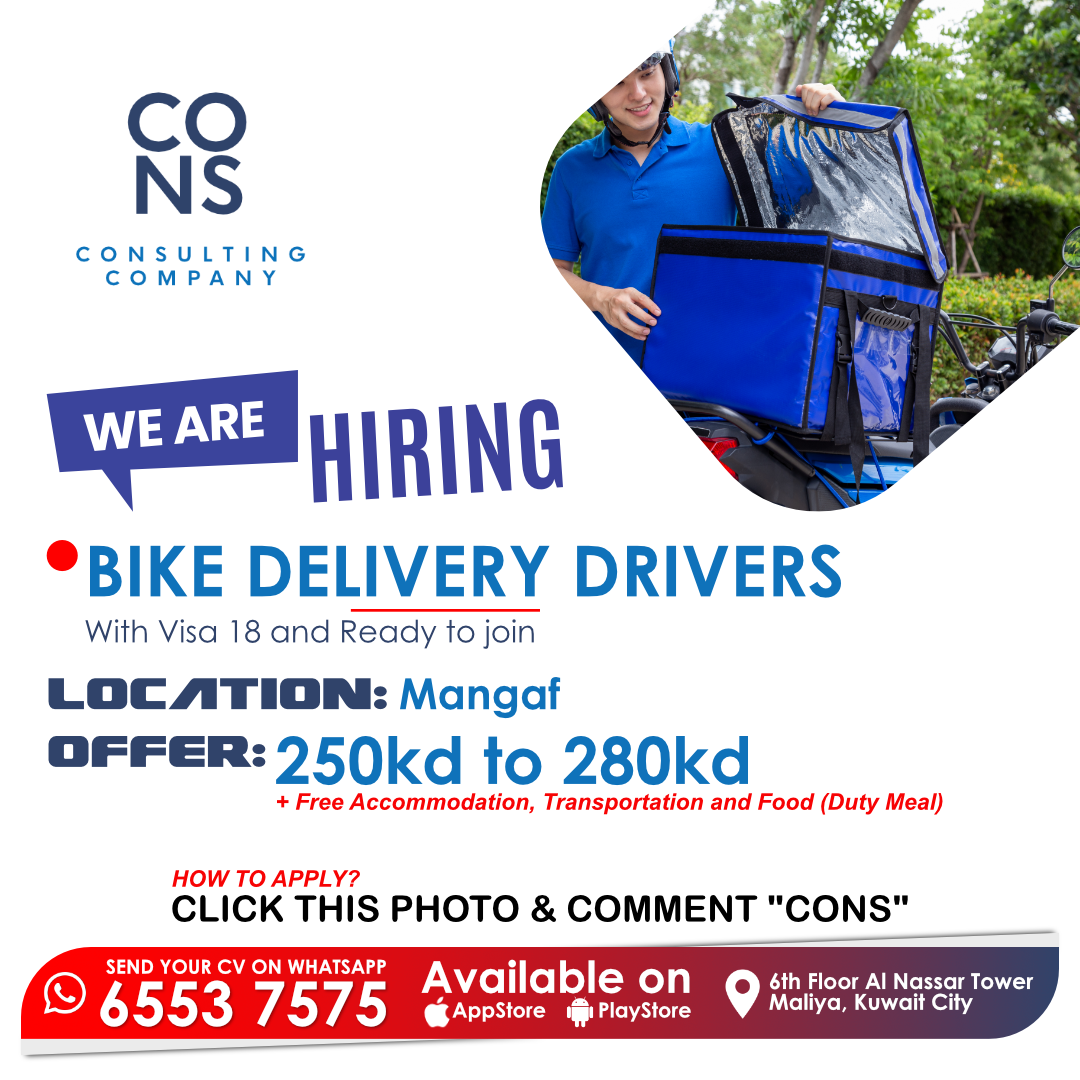 CO
NS
CONSULTING
COMPANY
WE ARE
HIRING
BIKE DELIVERY DRIVERS
With Visa 18 and Ready to join
LOCATION: Mangaf
OFFER: 250kd to 280kd
+ Free Accommodation, Transportation and Food (Duty Meal)
HOW TO APPLY?
CLICK THIS PHOTO & COMMENT "CONS"
SEND YOUR CV ON WHATSAPP
6553 7575
Available on
AppStore PlayStore
6th Floor Al Nassar Tower
Maliya, Kuwait City